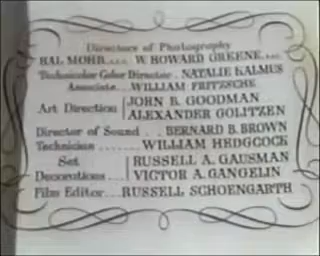 Directors of Photography
HAL MOHR, A.S.C. W. HOWARD GREENE, A.S.C.
Technicolor Color Director . NATALIE KALMUS
Associate... WILLIAM FRITZSCHE
Art Direction JOHN B. GOODMAN
ALEXANDER GOLITZEN
Director of Sound . . BERNARD B. BROWN
Technician ....... WILLIAM HEDGCOCK
Set Decorations .... RUSSELL A. GAUSMAN
VICTOR A. GANGELIN
Film Editor... RUSSELL SCHOENGARTH